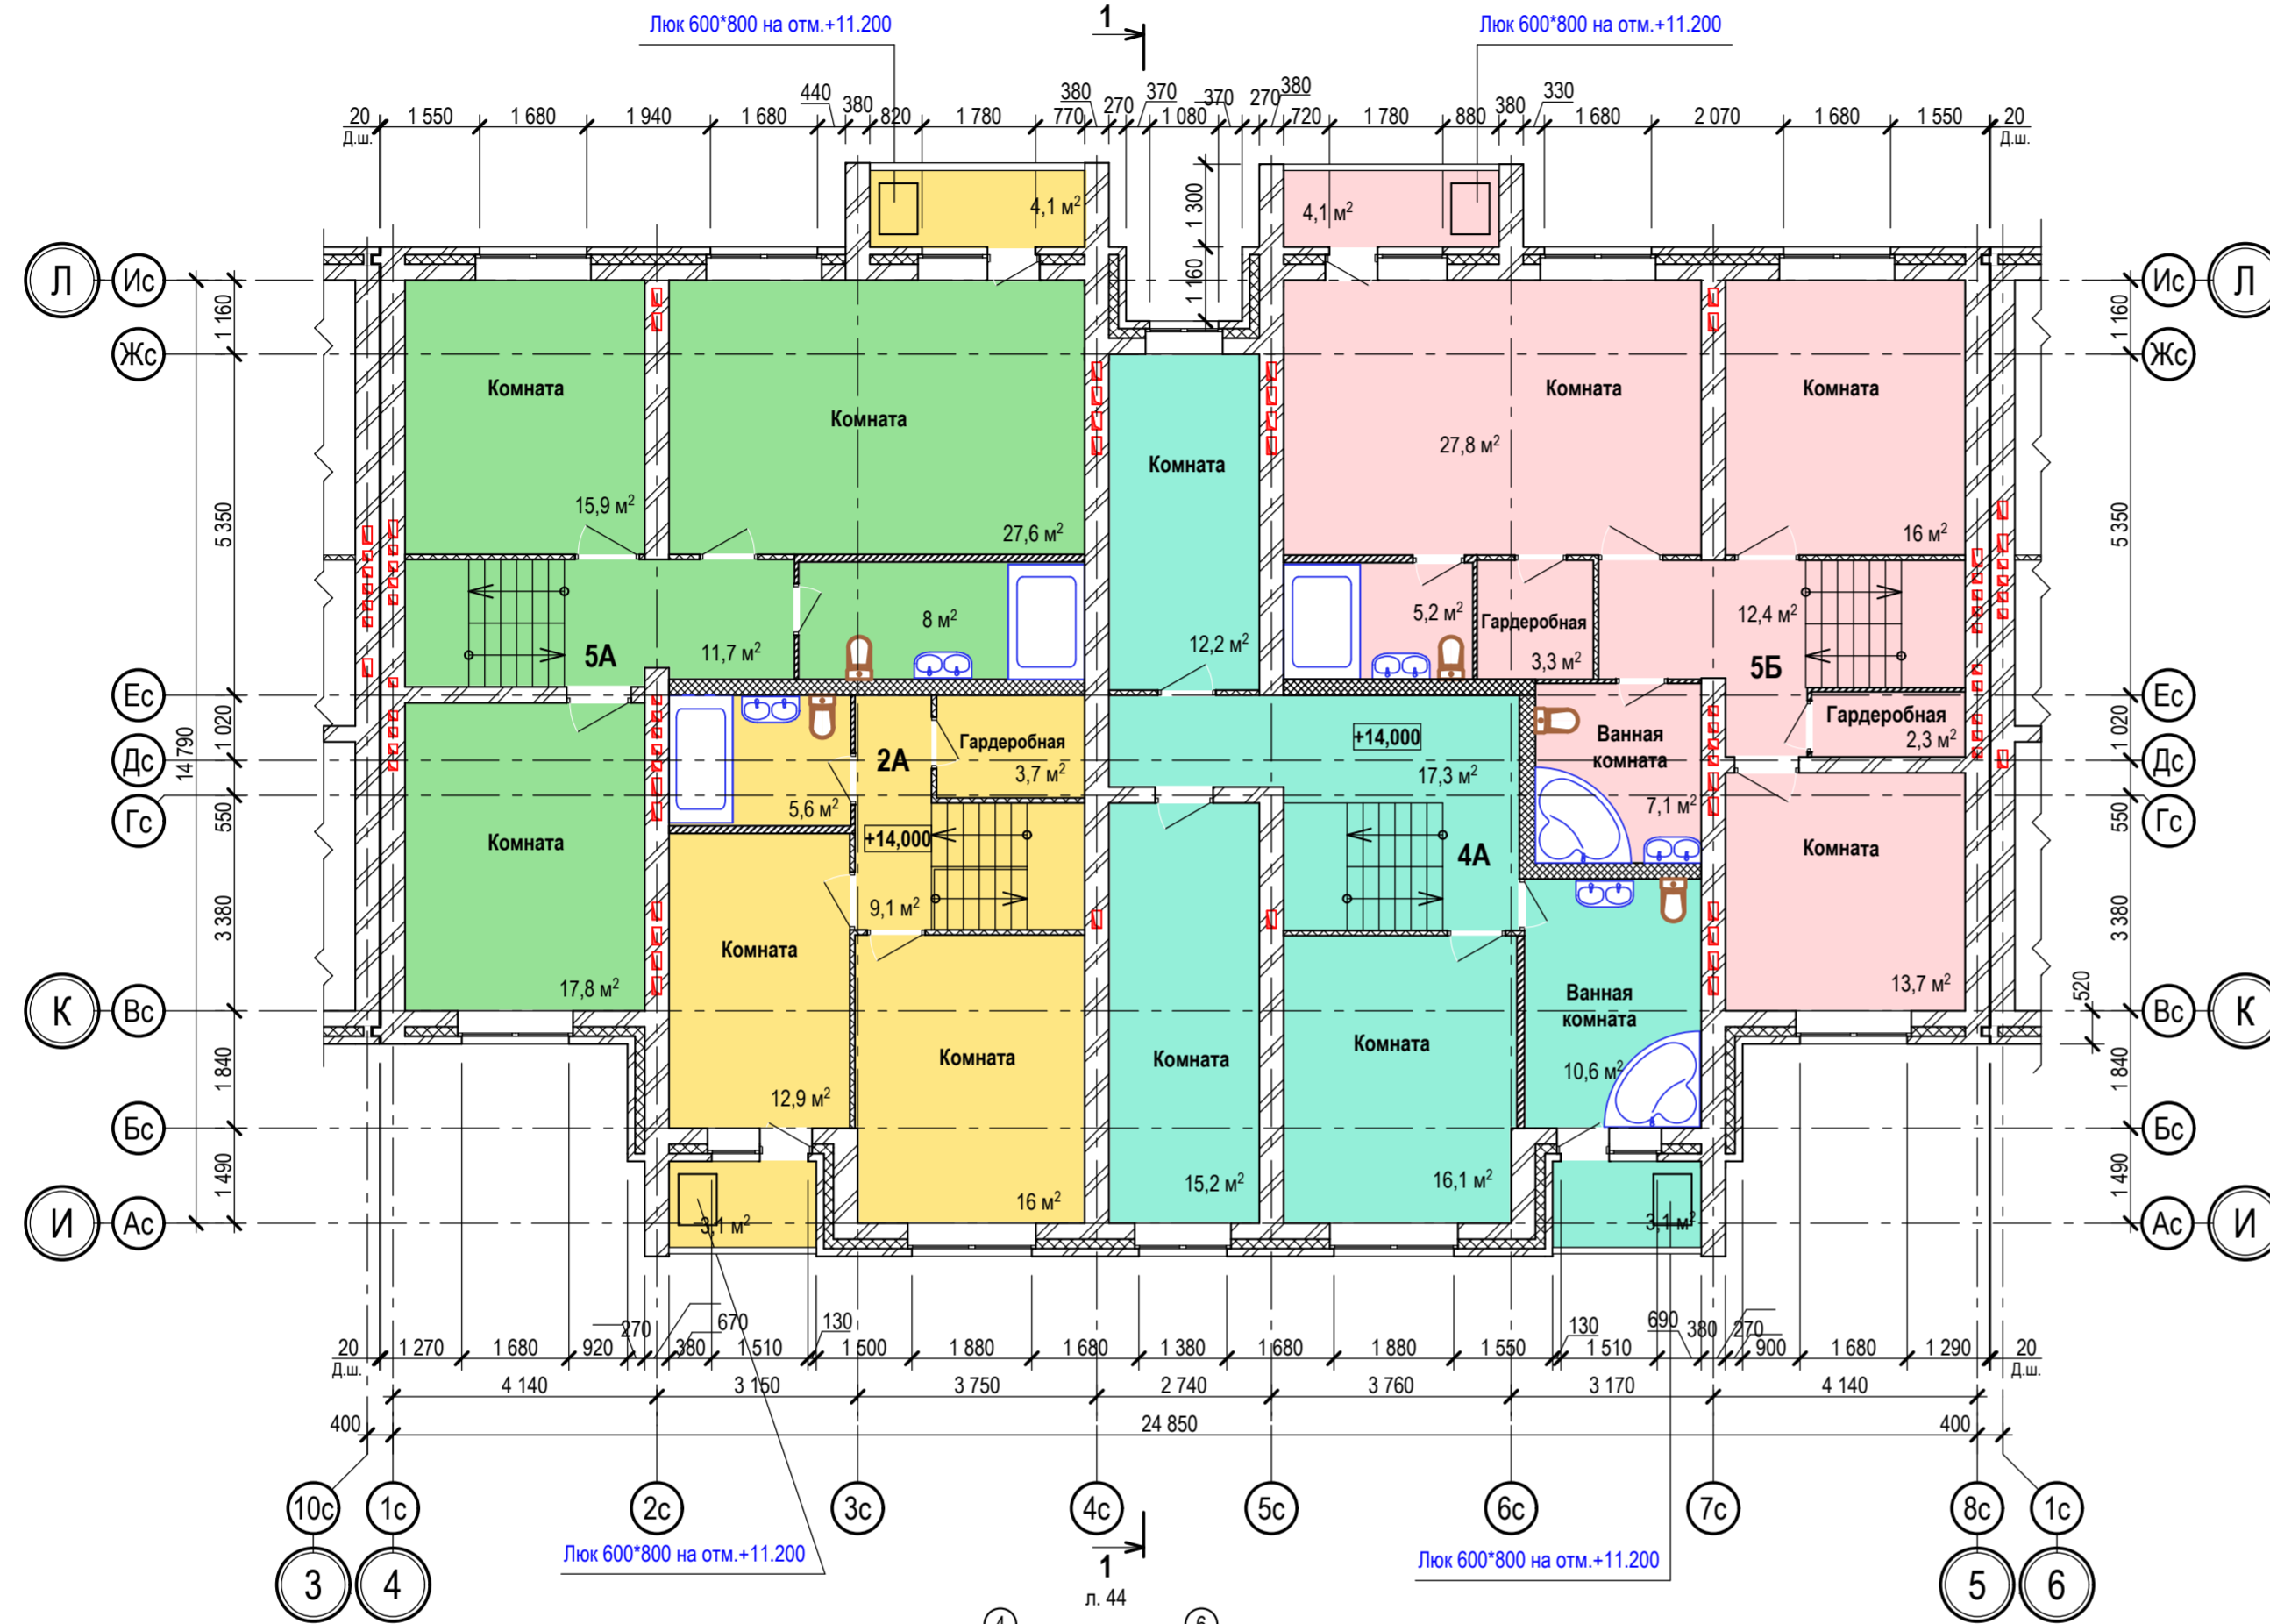 Люк 600*800 на отм.+11.200
1
Люк 600*800 на отм.+11.200
20
Д.ш.
1 550
1 680
1 940
1 680
440
380
820
1 780
770
380
270
370
1 080
370
270
380
720
1 780
880
380
330
1 680
2 070
1 680
1 550
20
Д.ш.
4,1 м²
1 300
4,1 м²
1 160
Л
Ис
Ис
Л
1 160
1 160
Жс
Жс
Комната
Комната
Комната
Комната
Комната
27,8 м²
15,9 м²
27,6 м²
16 м²
5 350
5 350
5А
11,7 м²
8 м²
12,2 м²
5,2 м²
Гардеробная
3,3 м²
12,4 м²
5Б
Ес
Ес
14 790
1 020
1 020
2А
Гардеробная
3,7 м²
+14,000
17,3 м²
Ванная
комната
7,1 м²
Гардеробная
2,3 м²
Дс
Дс
5,6 м²
+14,000
Гс
Гс
550
550
Комната
4А
Комната
3 380
3 380
9,1 м²
Комната
17,8 м²
13,7 м²
520
К
Вс
Вс
К
Ванная
комната
10,6 м²
Комната
Комната
Комната
1 840
1 840
12,9 м²
Бс
Бс
15,2 м²
16 м²
16,1 м²
1 490
1 490
И
Ас
3,1 м²
3,1 м²
Ас
И
20
Д.ш.
1 270
1 680
920
270
380
670
1 510
130
1 500
1 880
1 680
1 380
1 680
1 880
1 550
130
1 510
690
380
270
900
1 680
1 290
20
Д.ш.
4 140
3 150
3 750
2 740
3 760
3 170
4 140
400
24 850
400
10с
1с
2с
3с
4с
5с
6с
7с
8с
1с
3
4
5
6
Люк 600*800 на отм.+11.200
1
л. 44
Люк 600*800 на отм.+11.200